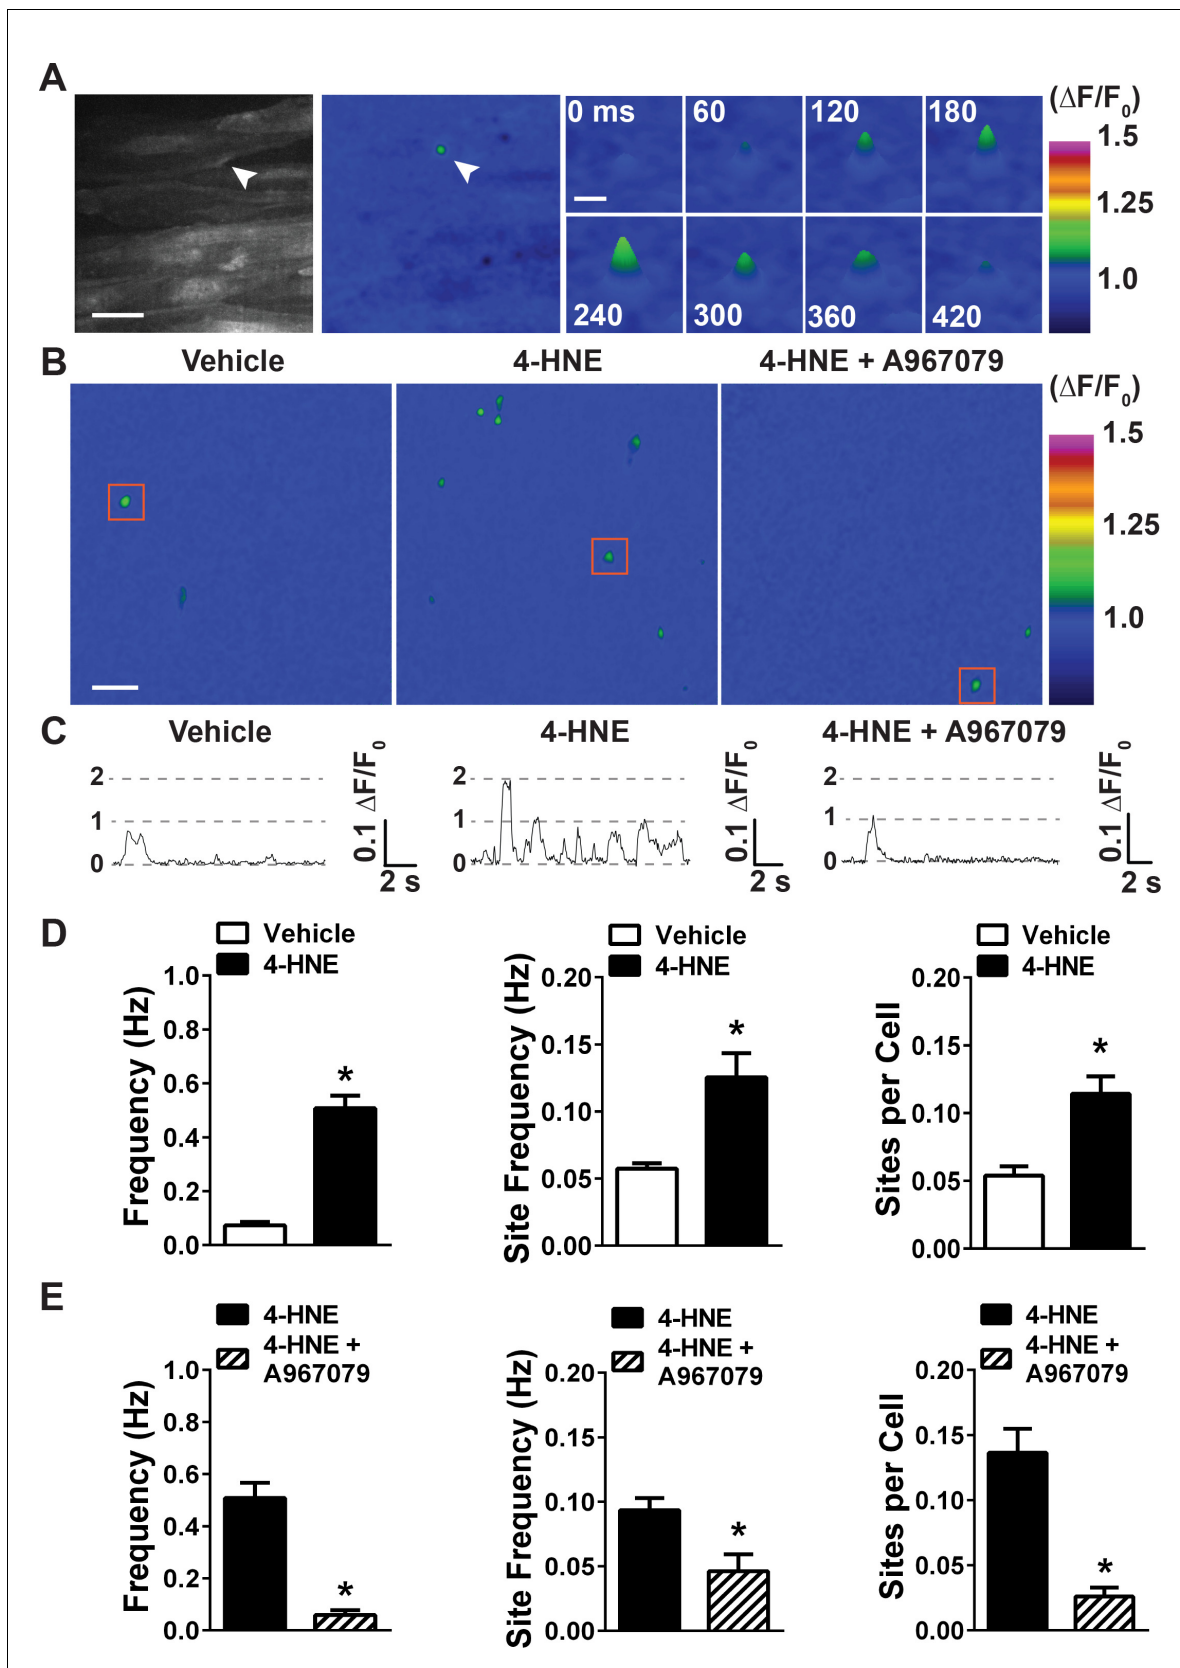 A
0 ms 60 120 180
240 300 360 420
(ΔF/F0)
1.5
1.25
1.0
B
Vehicle 4-HNE 4-HNE + A967079
(ΔF/F0)
1.5
1.25
1.0
C
Vehicle 4-HNE 4-HNE + A967079
2
1
0
0.1 ΔF/F0
2 s
2
1
0
0.1 ΔF/F0
2 s
2
1
0
0.1 ΔF/F0
2 s
D
Vehicle
4-HNE
Frequency (Hz)
1.0
0.8
0.6
0.4
0.2
0.0
*
Vehicle
4-HNE
Site Frequency (Hz)
0.20
0.15
0.10
0.05
0.00
*
Vehicle
4-HNE
Sites per Cell
0.20
0.15
0.10
0.05
0.00
*
E
4-HNE
4-HNE +
A967079
Frequency (Hz)
1.0
0.8
0.6
0.4
0.2
0.0
*
4-HNE
4-HNE +
A967079
Site Frequency (Hz)
0.20
0.15
0.10
0.05
0.00
*
4-HNE
4-HNE +
A967079
Sites per Cell
0.20
0.15
0.10
0.05
0.00
*